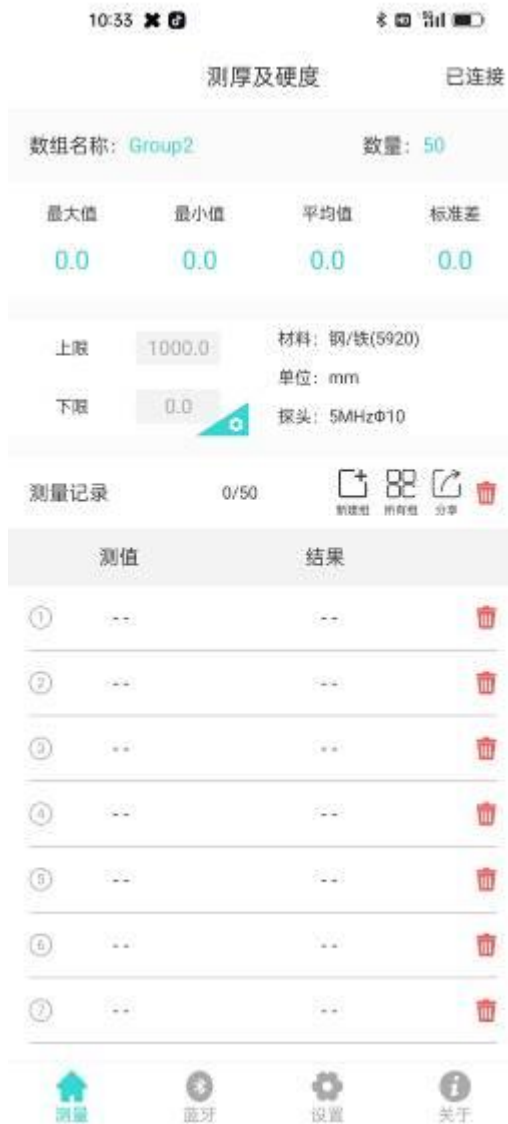 10:33
测厚及硬度 已连接
数组名称：Group2 数量：50
最大值 最小值 平均值 标准差
0.0 0.0 0.0 0.0
上限 1000.0
下限 0.0
材料：钢/铁(5920)
单位：mm
探头：5MHzΦ10
测量记录 0/50 新建组 所有组 分享
测值 结果
① -- --
② -- --
③ -- --
④ -- --
⑤ -- --
⑥ -- --
⑦ -- --
测量 蓝牙 设置 关于